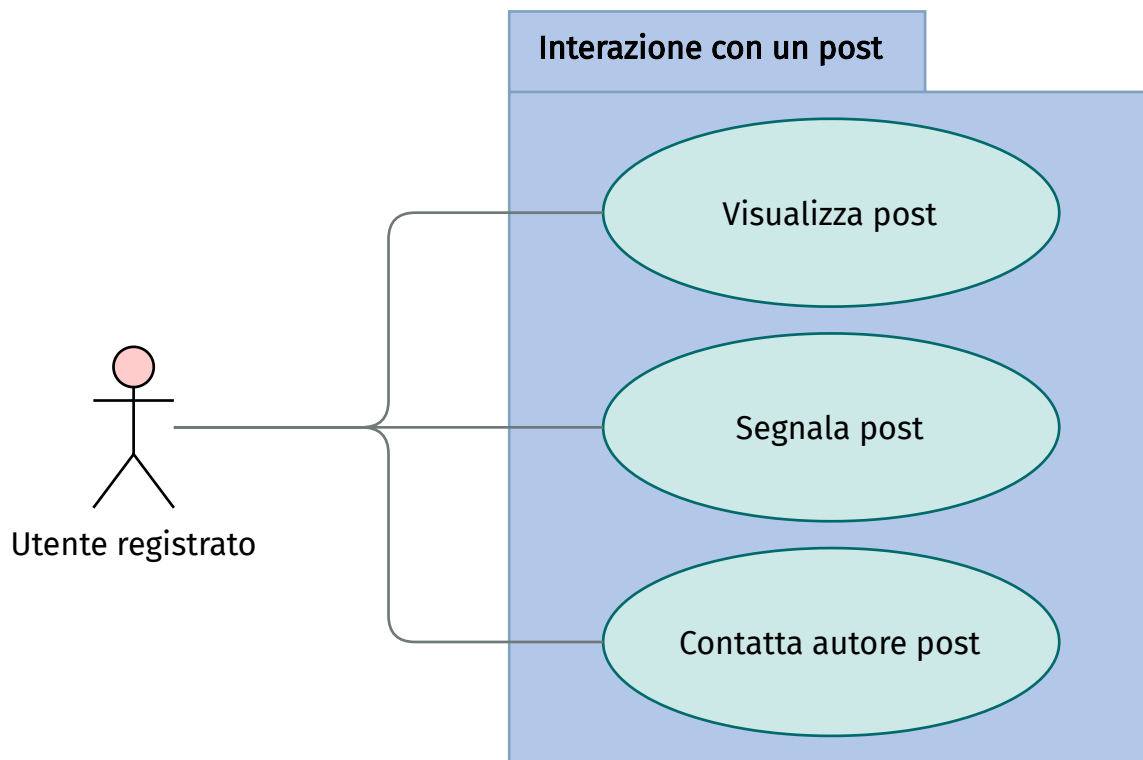 Interazione con un post
Visualizza post
Segnala post
Utente registrato
Contatta autore post